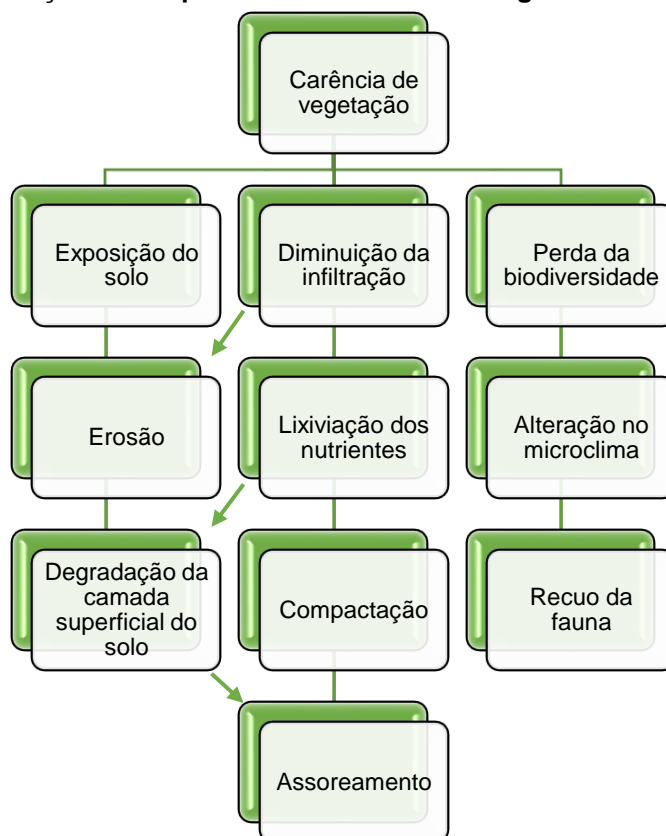 Carência de
vegetação
Exposição do
solo
Diminuição da
infiltração
Perda da
biodiversidade
Erosão
Lixiviação dos
nutrientes
Alteração no
microclima
Degradação da
camada
superficial do
solo
Compactação
Recuo da
fauna
Assoreamento